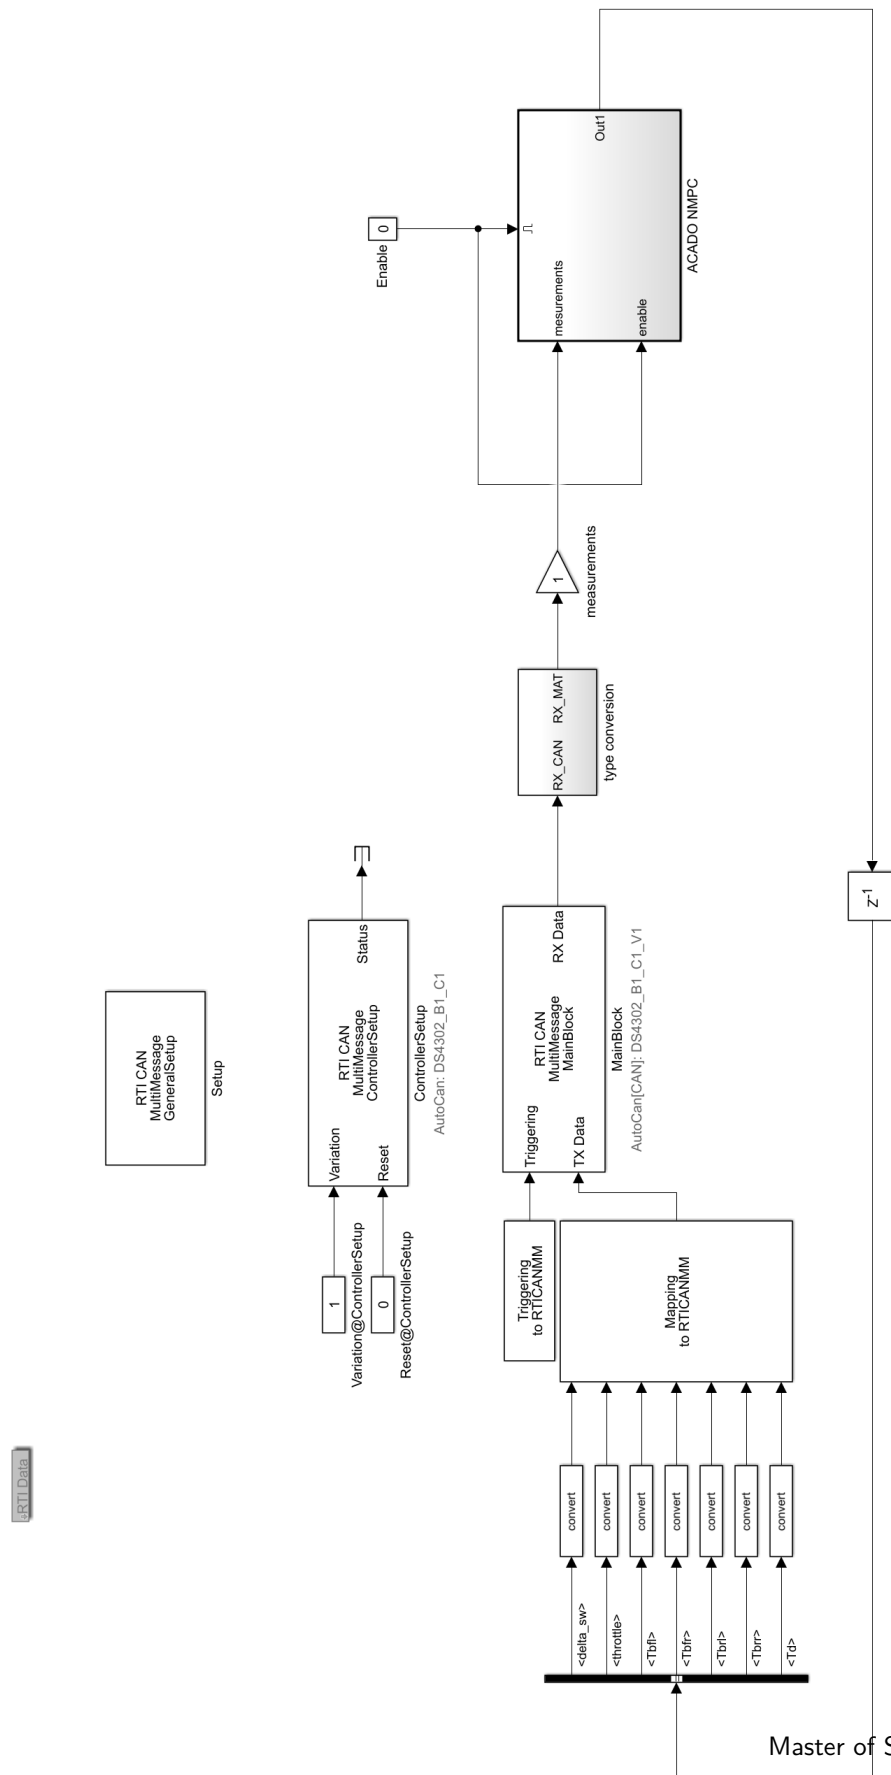 ÷RTI Data
RTI CAN
MultiMessage
GeneralSetup
Setup
1
Variation@ControllerSetup
0
Reset@ControllerSetup
Variation
Reset
RTI CAN
MultiMessage
ControllerSetup
Status
ControllerSetup
AutoCan: DS4302_B1_C1
<delta_sw>
<throttle>
<Tbfl>
<Tbfr>
<Tbrl>
<Tbrr>
<Td>
convert
convert
convert
convert
convert
convert
convert
Triggering
to RTICANMM
Mapping
to RTICANMM
Triggering
TX Data
RTI CAN
MultiMessage
MainBlock
RX Data
MainBlock
AutoCan[CAN]: DS4302_B1_C1_V1
RX_CAN RX_MAT
type conversion
1
measurements
Enable
0
mesurements
enable
Out1
ACADO NMPC
Z-1
Master of S